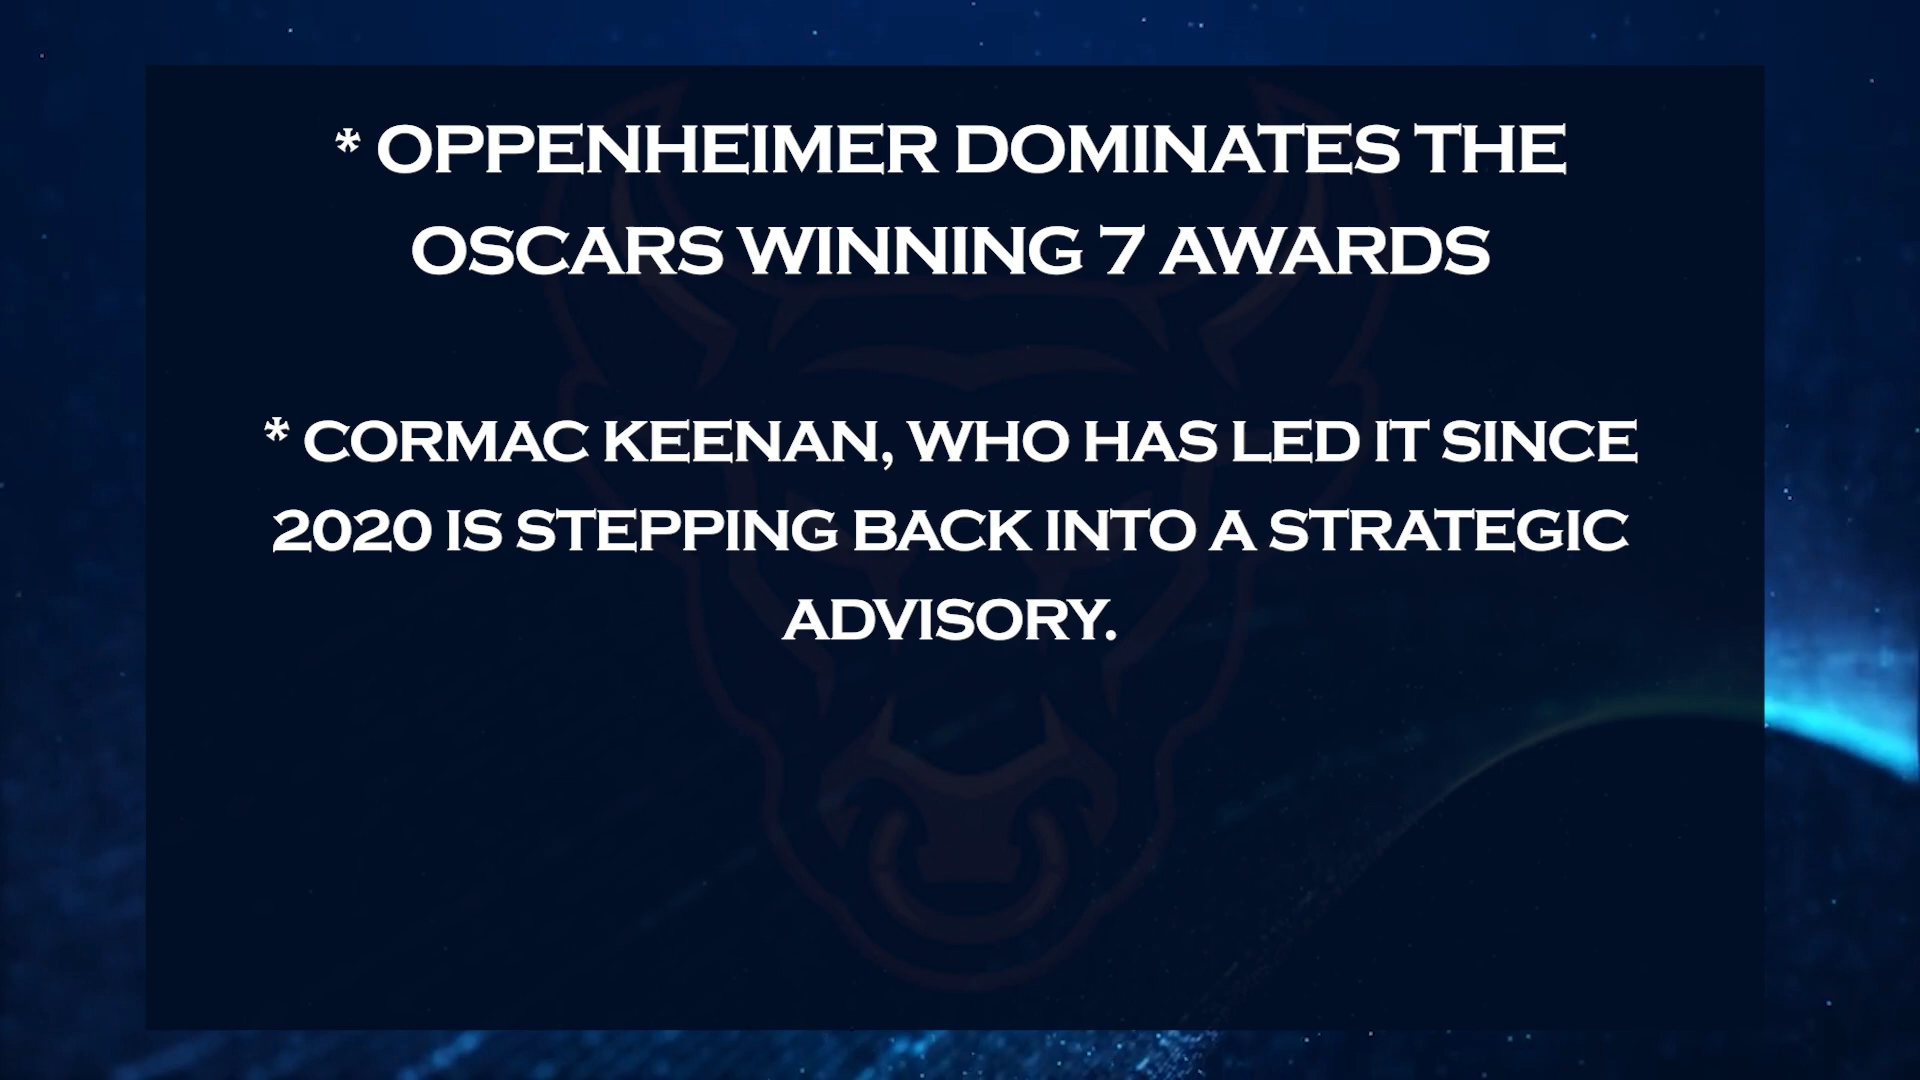 * OPPENHEIMER DOMINATES THE
OSCARS WINNING 7 AWARDS
* CORMAC KEENAN, WHO HAS LED IT SINCE
2020 IS STEPPING BACK INTO A STRATEGIC
ADVISORY.